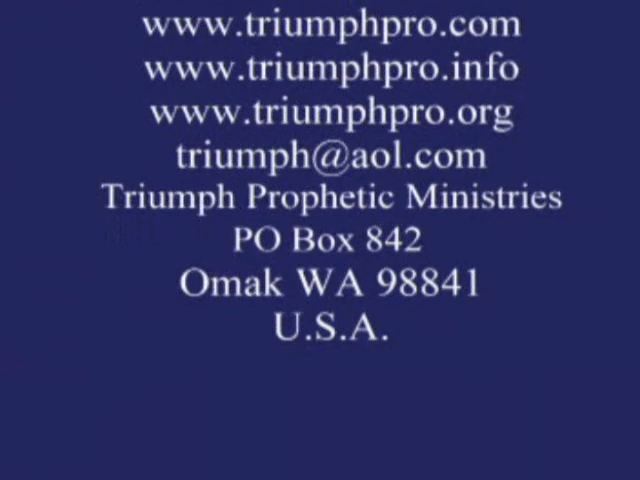 www.triumphpro.com
www.triumphpro.info
www.triumphpro.org
triumph@aol.com
Triumph Prophetic Ministries
PO Box 842
Omak WA 98841
U.S.A.